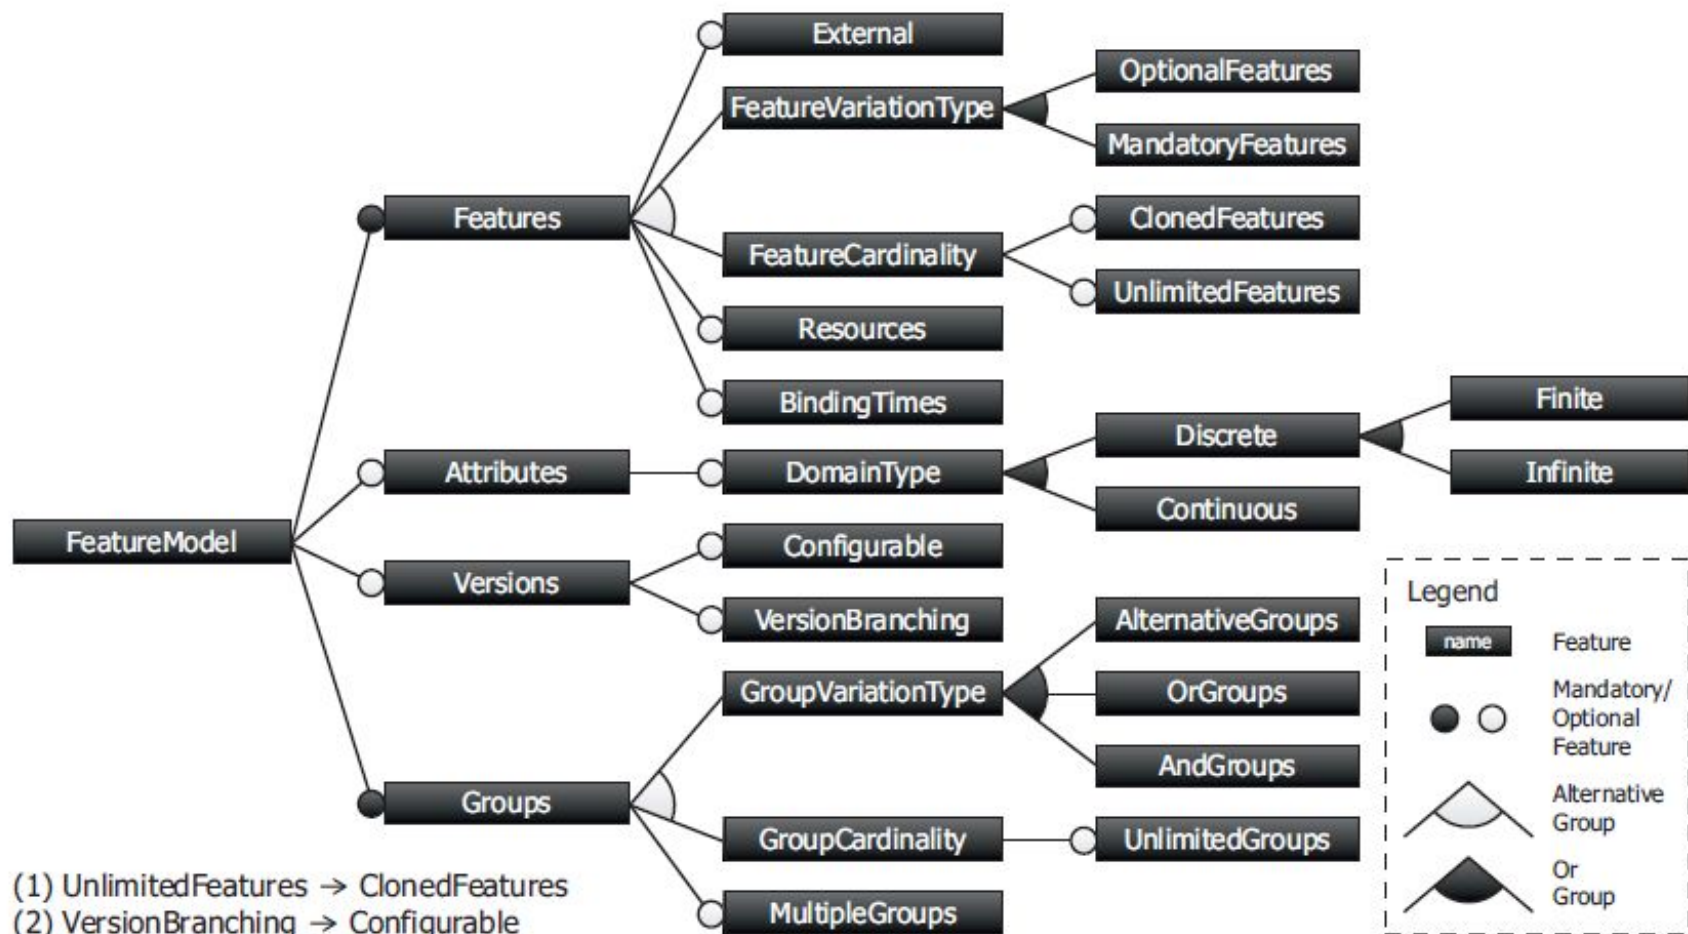 External
OptionalFeatures
FeatureVariationType
MandatoryFeatures
Features
ClonedFeatures
FeatureCardinality
UnlimitedFeatures
Resources
BindingTimes
Finite
Discrete
Attributes
DomainType
Infinite
Continuous
FeatureModel
Configurable
Versions
VersionBranching
AlternativeGroups
GroupVariationType
OrGroups
AndGroups
Groups
GroupCardinality
UnlimitedGroups
MultipleGroups
Legend
name
Feature
Mandatory/
Optional
Feature
Alternative
Group
Or
Group
(1) UnlimitedFeatures → ClonedFeatures
(2) VersionBranching → Configurable